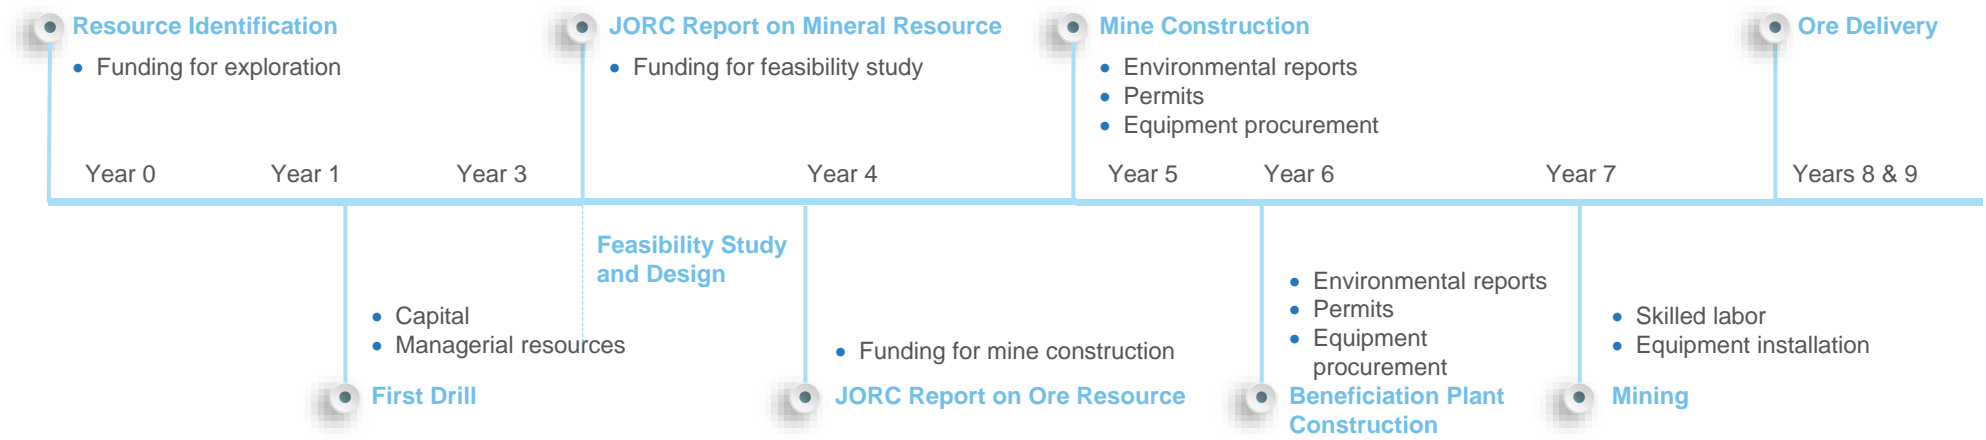 Resource Identification
• Funding for exploration
JORC Report on Mineral Resource
• Funding for feasibility study
Mine Construction
• Environmental reports
• Permits
• Equipment procurement
Ore Delivery
Year 0
Year 1
Year 3
Year 4
Year 5
Year 6
Year 7
Years 8 & 9
• Capital
• Managerial resources
First Drill
Feasibility Study
and Design
• Funding for mine construction
JORC Report on Ore Resource
• Environmental reports
• Permits
• Equipment
procurement
Beneficiation Plant
Construction
• Skilled labor
• Equipment installation
Mining